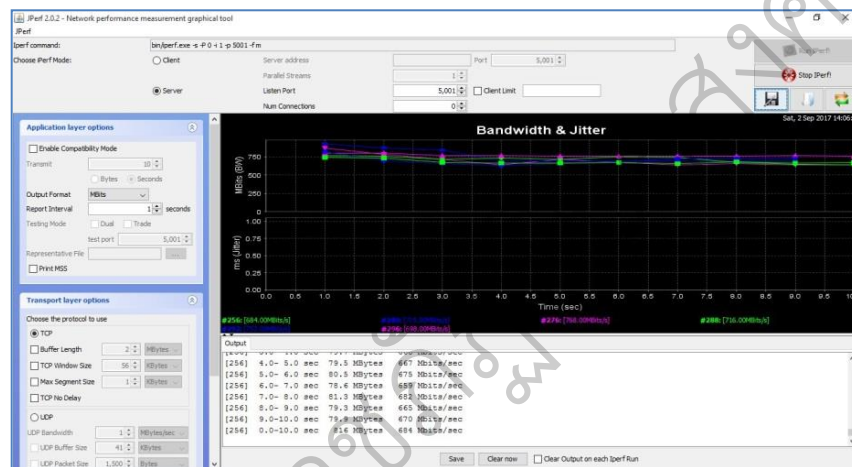 JPerf 2.0.2 - Network performance measurement graphical tool
JPerf
Iperf command:
bin/iperf.exe -s -P 0 -i 1 -p 5001 -f m
Choose iPerf Mode:
Client
Server address
Port
5,001
Parallel Streams
1
Server
Listen Port
5,001
Client Limit
Num Connections
0
Stop IPerf!
Application layer options
Enable Compatibility Mode
Transmit
10
Bytes
Seconds
Output Format
MBits
Report Interval
1
seconds
Testing Mode
Dual
Trade
test port
5,001
Representative File
...
Print MSS
Transport layer options
Choose the protocol to use
TCP
Buffer Length
2
MBytes
TCP Window Size
56
KBytes
Max Segment Size
1
KBytes
TCP No Delay
UDP
UDP Bandwidth
1
MBytes/sec
UDP Buffer Size
41
KBytes
UDP Packet Size
1,500
Bytes
Sat, 2 Sep 2017 14:06:
Bandwidth & Jitter
MBits (BW)
750
500
250
0
ms (Jitter)
1.00
0.75
0.50
0.25
0.00
0.0 0.5 1.0 1.5 2.0 2.5 3.0 3.5 4.0 4.5 5.0 5.5 6.0 6.5 7.0 7.5 8.0 8.5 9.0 9.5 10
Time (sec)
#256: [684.00MBits/s]
#276: [760.00MBits/s]
#288: [716.00MBits/s]
#296: [698.00MBits/s]
Output
[256] 4.0- 5.0 sec 79.5 MBytes 667 Mbits/sec
[256] 5.0- 6.0 sec 80.5 MBytes 675 Mbits/sec
[256] 6.0- 7.0 sec 78.6 MBytes 659 Mbits/sec
[256] 7.0- 8.0 sec 81.3 MBytes 682 Mbits/sec
[256] 8.0- 9.0 sec 79.3 MBytes 665 Mbits/sec
[256] 9.0-10.0 sec 79.9 MBytes 670 Mbits/sec
[256] 0.0-10.0 sec 816 MBytes 684 Mbits/sec
Save
Clear now
Clear Output on each Iperf Run